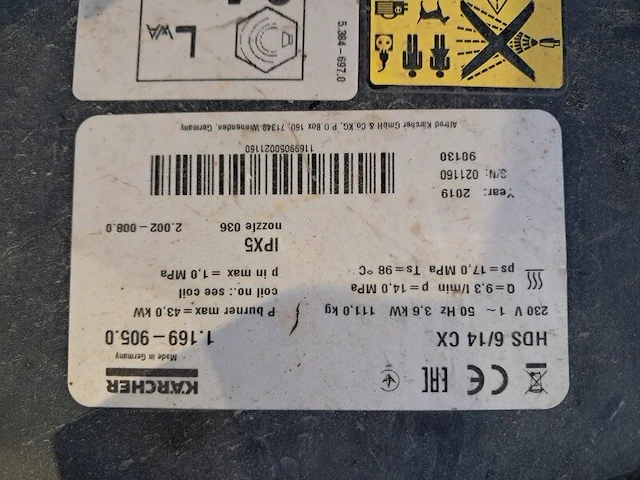 KÄRCHER
Made in Germany
HDS 6/14 CX
1.169-905.0
230 V 1~ 50 Hz 3,6 kW 111,0 kg
P burner max=43,0 kW
Q=9,3 l/min p=14,0 MPa
coil no.: see coil
ps=17,0 MPa Ts=98 °C
p in max =1,0 MPa
IPX5
nozzle 036
2.002-008.0
Year: 2019
S/N: 021160
90130
11699050021160
Alfred Kärcher GmbH & Co KG, P.O Box 160, 71349 Winnenden, Germany
5.384-697.0
LWA